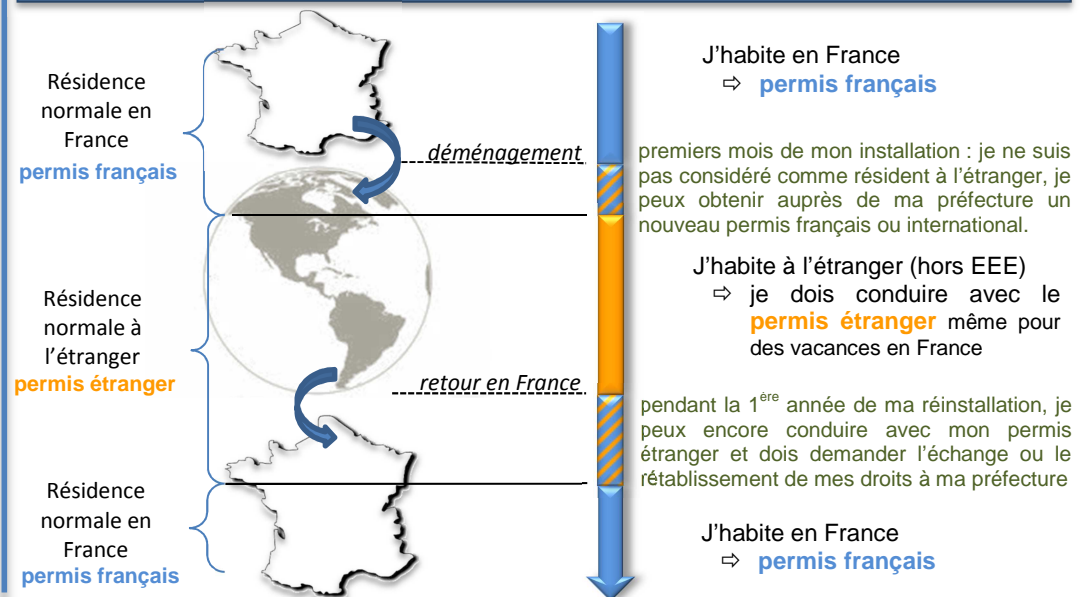 Résidence
normale en
France
permis français
J'habite en France
⇨ permis français
déménagement
premiers mois de mon installation : je ne suis
pas considéré comme résident à l'étranger, je
peux obtenir auprès de ma préfecture un
nouveau permis français ou international.
Résidence
normale à
l'étranger
permis étranger
J'habite à l'étranger (hors EEE)
⇨ je dois conduire avec le
permis étranger même pour
des vacances en France
retour en France
pendant la 1ère année de ma réinstallation, je
peux encore conduire avec mon permis
étranger et dois demander l'échange ou le
rétablissement de mes droits à ma préfecture
Résidence
normale en
France
permis français
J'habite en France
⇨ permis français